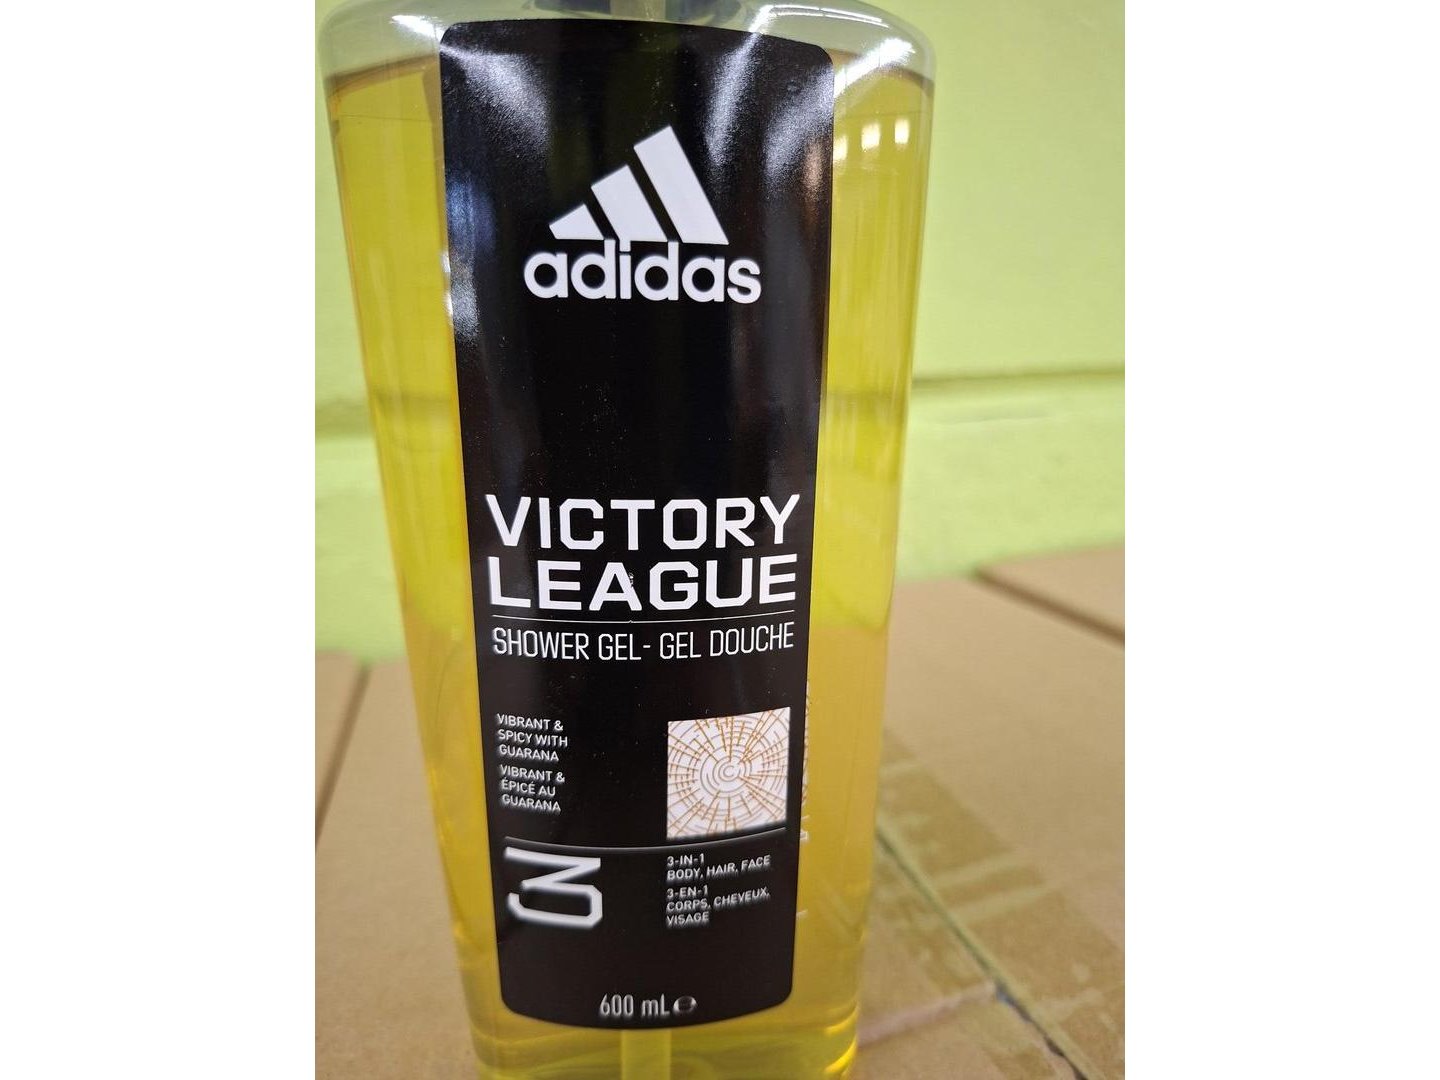 adidas
VICTORY
LEAGUE
SHOWER GEL- GEL DOUCHE
VIBRANT &
SPICY WITH
GUARANA
VIBRANT &
ÉPICÉ AU
GUARANA
3
3-IN-1
BODY, HAIR, FACE
3-EN-1
CORPS, CHEVEUX,
VISAGE
600 mL ℮